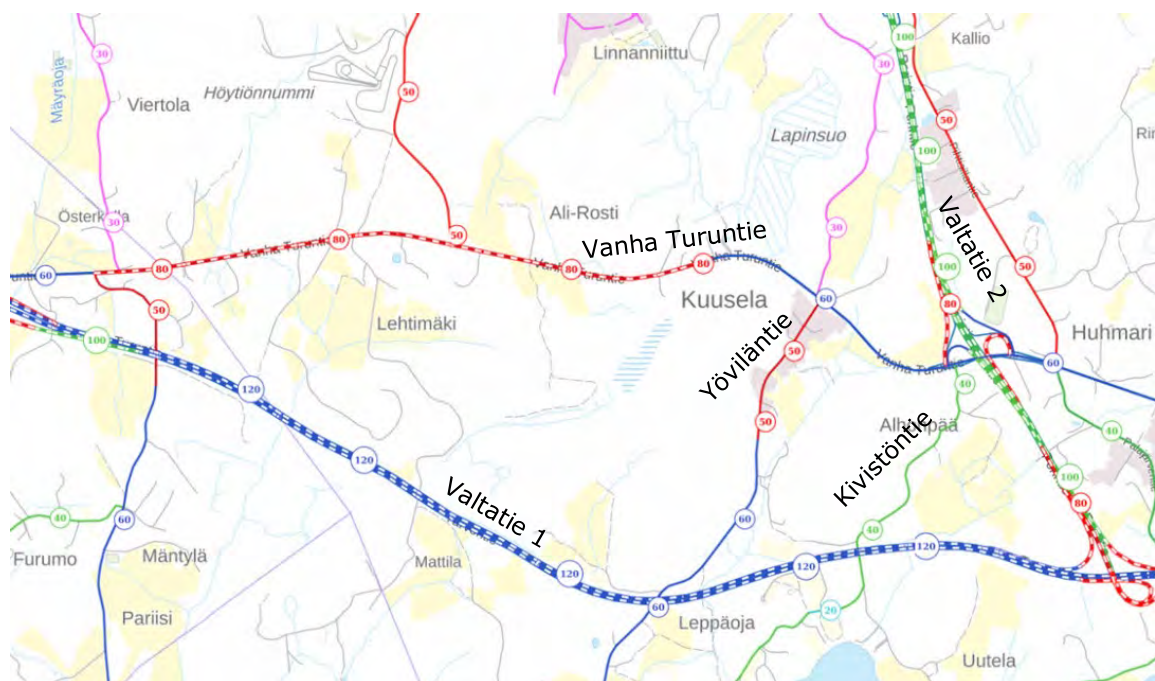 100
Kallio
30
Linnanniittu
30
Mäyräoja
Höytiönnummi
50
Viertola
50
Lapinsuo
100
Österkulla
30
Ali-Rosti
30
Valtatie 2
50
80
Vanha Turuntie
Vanha Turuntie
80
80
Vanha Turuntie
100
50
60
80
Kuusela
60
80
50
Lehtimäki
Huhmari
100
Yöviläntie
50
Vanha Turuntie
60
120
40
50
Alhonpää
40
Kivistöntie
120
Valtatie 1
100
80
40
60
60
40
Furumo
Mäntylä
Mattila
120
120
120
Pariisi
60
20
Leppäoja
Uutela